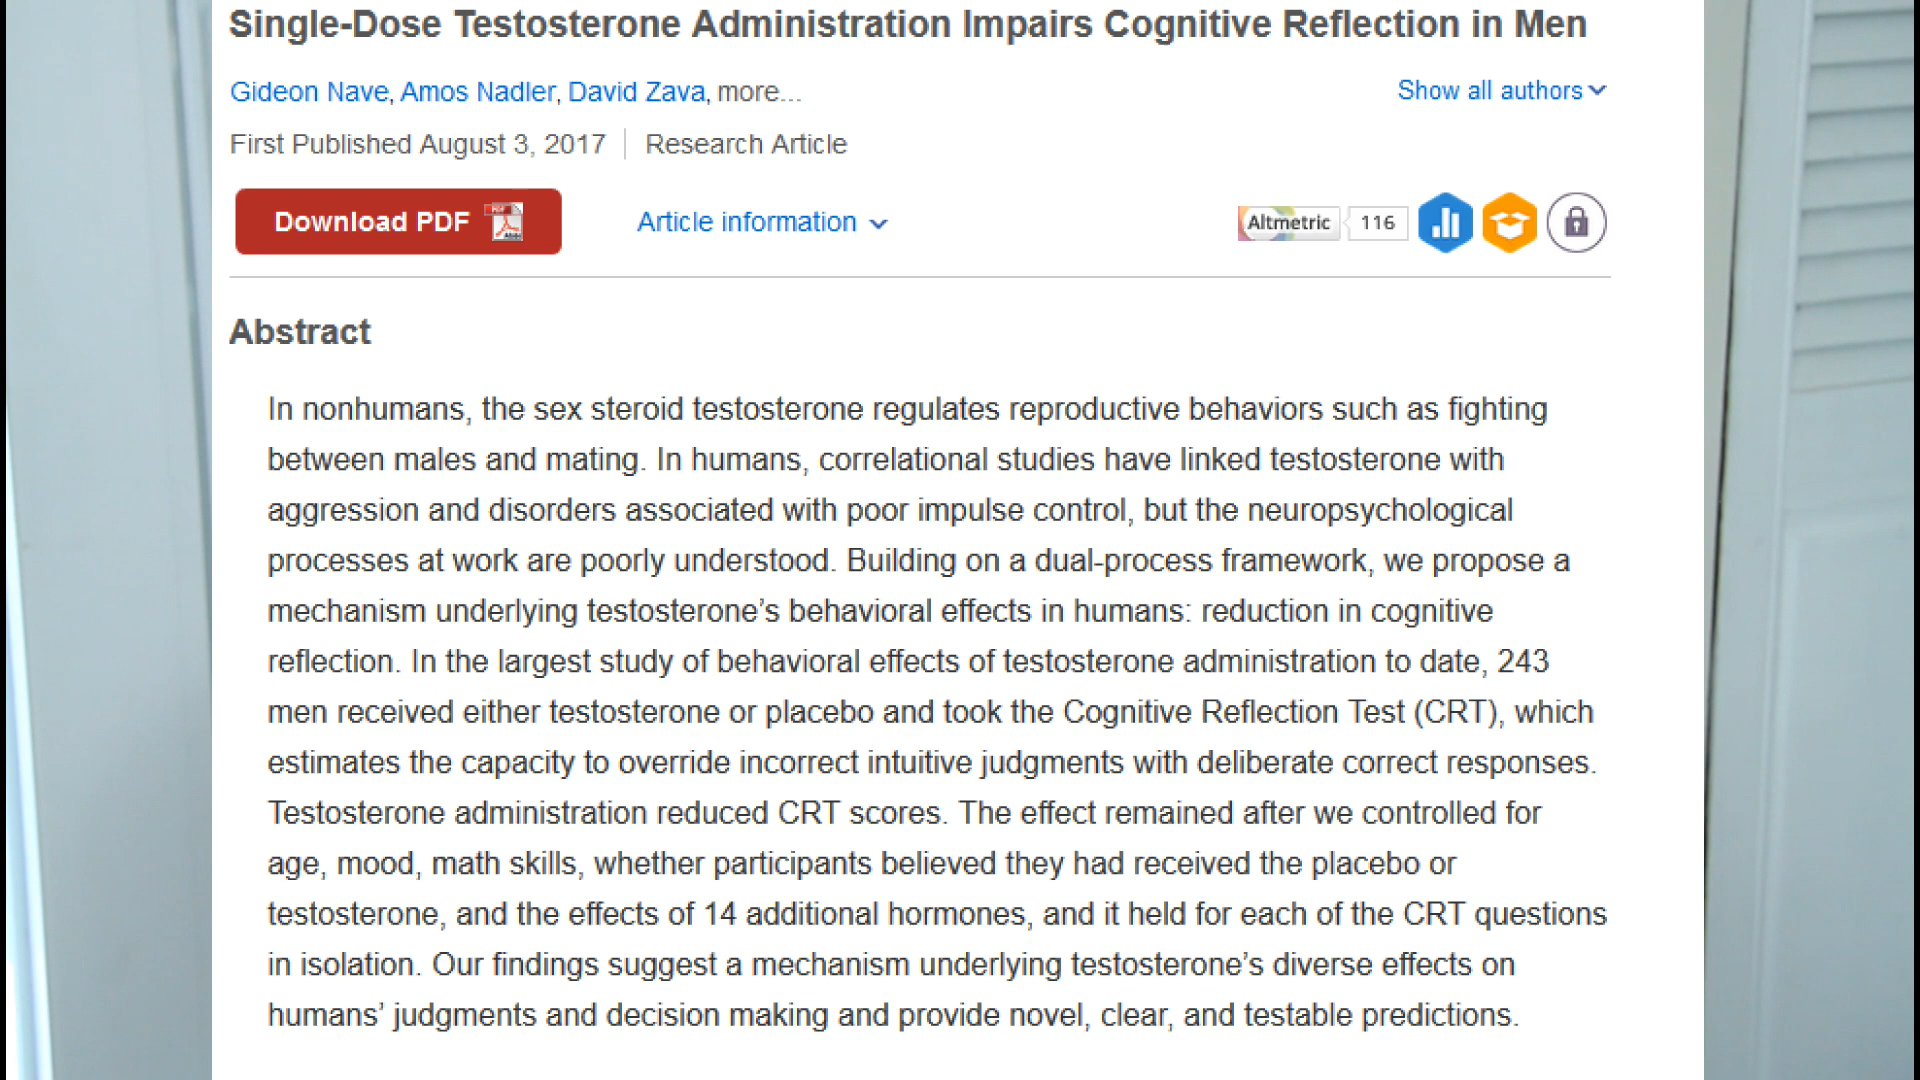 Single-Dose Testosterone Administration Impairs Cognitive Reflection in Men
Gideon Nave, Amos Nadler, David Zava, more...
Show all authors
First Published August 3, 2017 | Research Article
Download PDF
Article information
Altmetric 116
Abstract
In nonhumans, the sex steroid testosterone regulates reproductive behaviors such as fighting
between males and mating. In humans, correlational studies have linked testosterone with
aggression and disorders associated with poor impulse control, but the neuropsychological
processes at work are poorly understood. Building on a dual-process framework, we propose a
mechanism underlying testosterone’s behavioral effects in humans: reduction in cognitive
reflection. In the largest study of behavioral effects of testosterone administration to date, 243
men received either testosterone or placebo and took the Cognitive Reflection Test (CRT), which
estimates the capacity to override incorrect intuitive judgments with deliberate correct responses.
Testosterone administration reduced CRT scores. The effect remained after we controlled for
age, mood, math skills, whether participants believed they had received the placebo or
testosterone, and the effects of 14 additional hormones, and it held for each of the CRT questions
in isolation. Our findings suggest a mechanism underlying testosterone’s diverse effects on
humans’ judgments and decision making and provide novel, clear, and testable predictions.